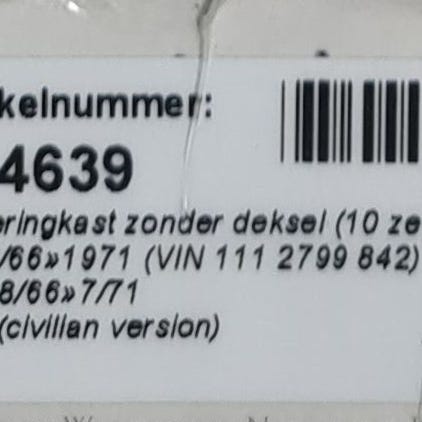 kelnummer:
4639
eringkast zonder deksel (10 ze
/66»1971 (VIN 111 2799 842)
8/66»7/71
(civilian version)